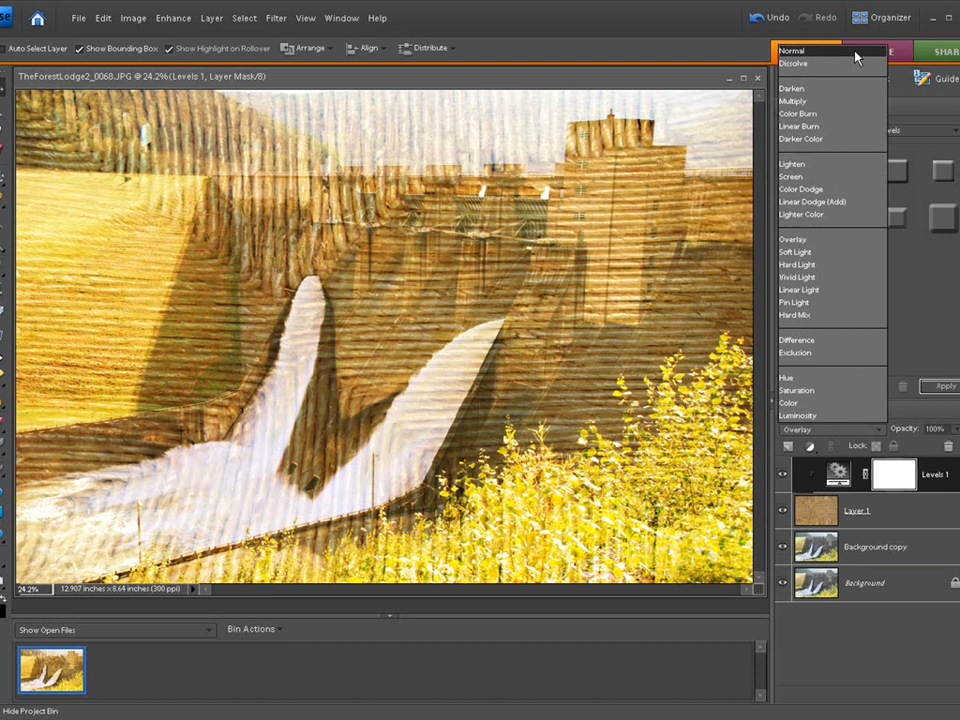 File Edit Image Enhance Layer Select Filter View Window Help
Undo Redo Organizer
Auto Select Layer Show Bounding Box Show Highlight on Rollover Arrange Align Distribute
SHAR
TheForestLodge2_0068.JPG @ 24.2%(Levels 1, Layer Mask/8)
Guide
Normal
Dissolve
Darken
Multiply
Color Burn
Linear Burn
Darker Color
Lighten
Screen
Color Dodge
Linear Dodge (Add)
Lighter Color
Overlay
Soft Light
Hard Light
Vivid Light
Linear Light
Pin Light
Hard Mix
Difference
Exclusion
Hue
Saturation
Color
Luminosity
Apply
Overlay Opacity: 100%
Lock:
Levels 1
Layer 1
Background copy
Background
24.2% 12.907 inches x 8.64 inches (300 ppi)
Show Open Files Bin Actions
Hide Project Bin